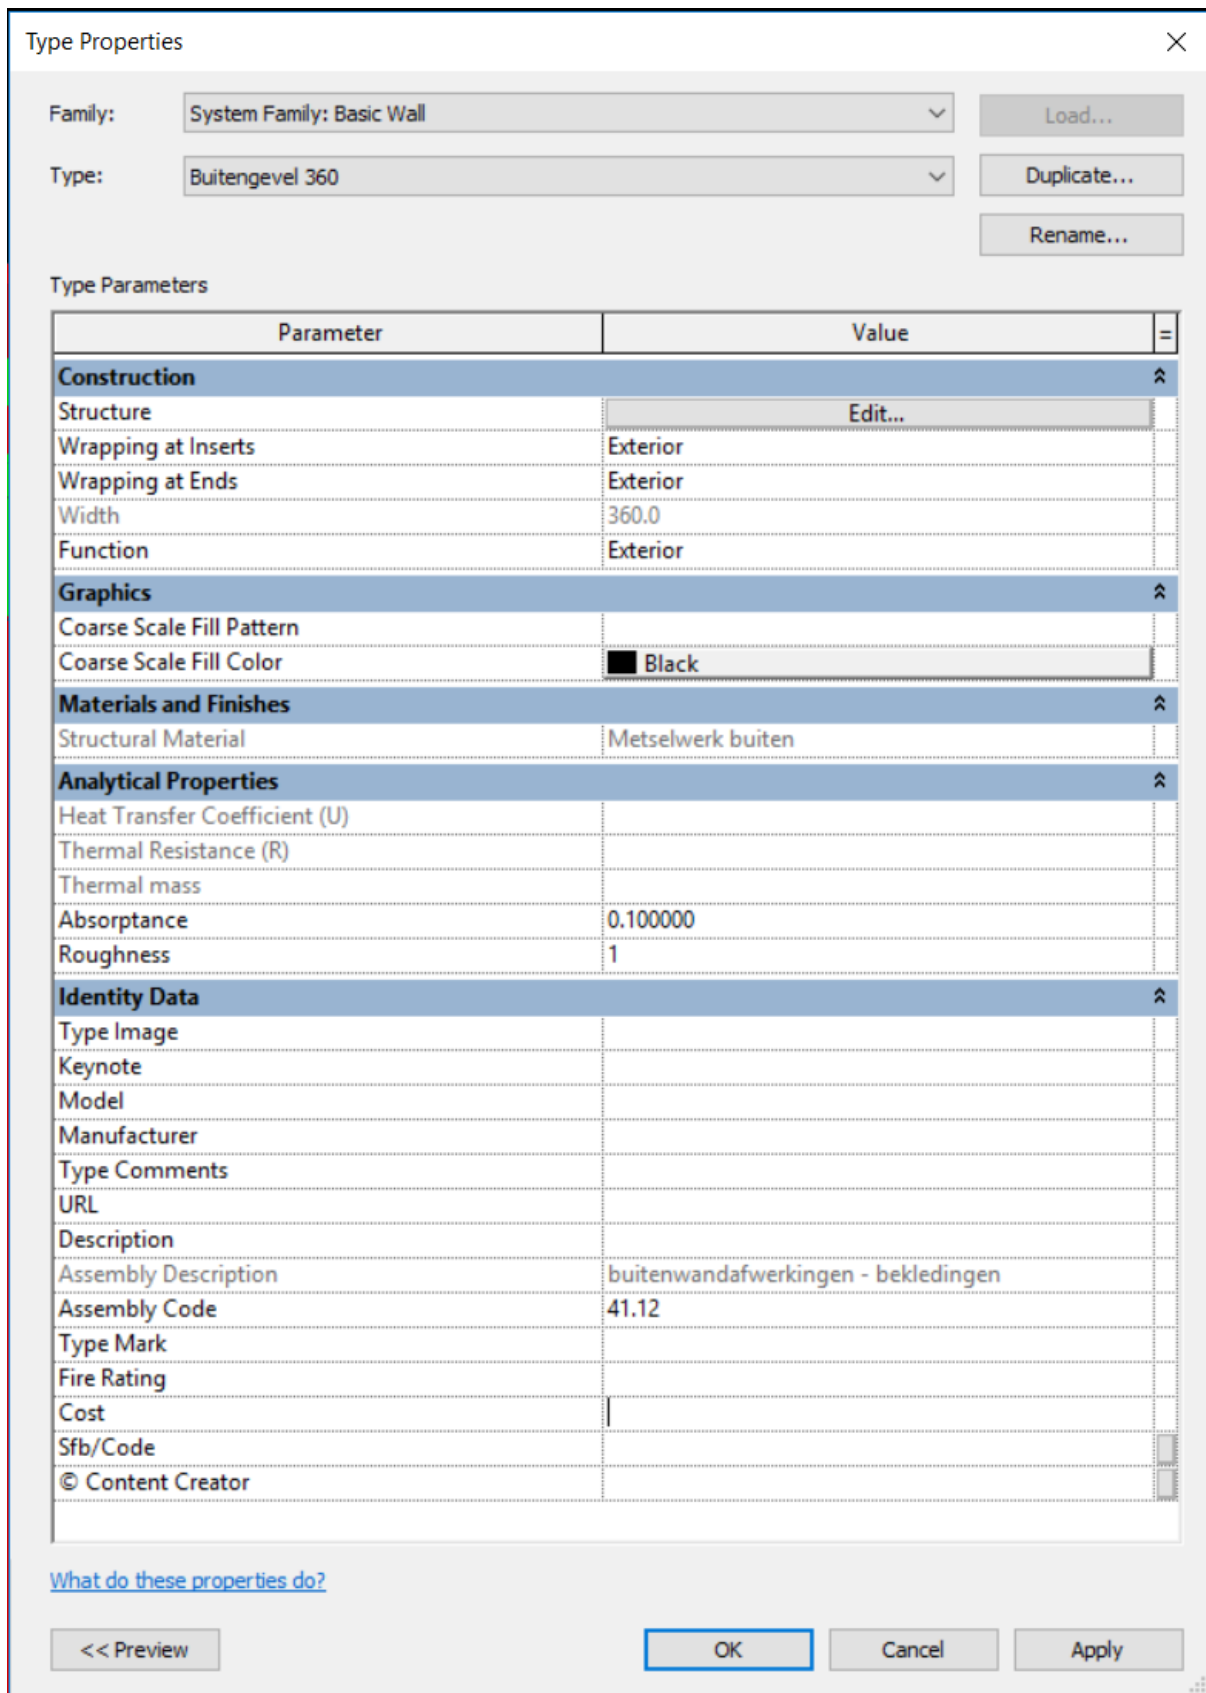 Type Properties
Family: System Family: Basic Wall Load...
Type: Buitengevel 360 Duplicate...
Rename...
Type Parameters
Parameter Value =
Construction
Structure Edit...
Wrapping at Inserts Exterior
Wrapping at Ends Exterior
Width 360.0
Function Exterior
Graphics
Coarse Scale Fill Pattern
Coarse Scale Fill Color Black
Materials and Finishes
Structural Material Metselwerk buiten
Analytical Properties
Heat Transfer Coefficient (U)
Thermal Resistance (R)
Thermal mass
Absorptance 0.100000
Roughness 1
Identity Data
Type Image
Keynote
Model
Manufacturer
Type Comments
URL
Description
Assembly Description buitenwandafwerkingen - bekledingen
Assembly Code 41.12
Type Mark
Fire Rating
Cost
Sfb/Code
© Content Creator
What do these properties do?
<< Preview OK Cancel Apply